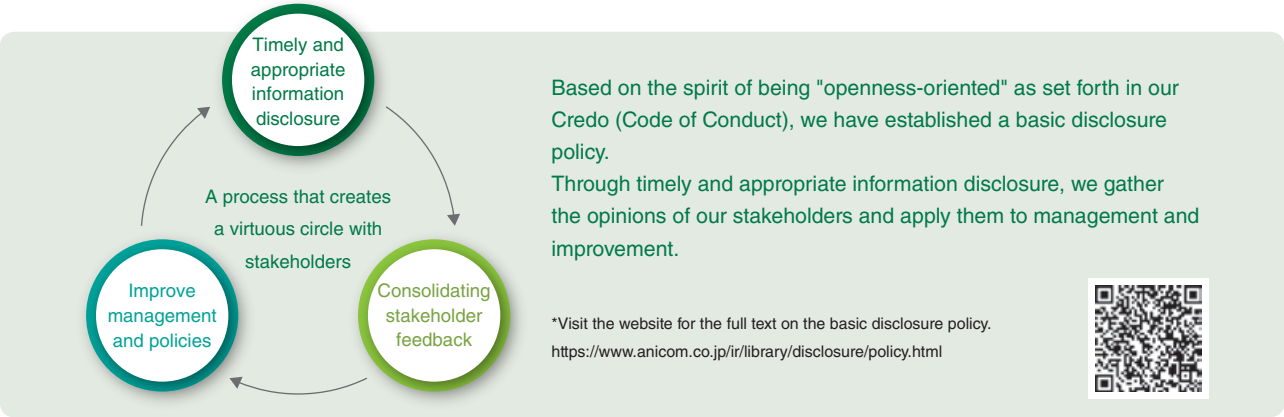 Timely and
appropriate
information
disclosure
A process that creates
a virtuous circle with
stakeholders
Improve
management
and policies
Consolidating
stakeholder
feedback
Based on the spirit of being "openness-oriented" as set forth in our
Credo (Code of Conduct), we have established a basic disclosure
policy.
Through timely and appropriate information disclosure, we gather
the opinions of our stakeholders and apply them to management and
improvement.
*Visit the website for the full text on the basic disclosure policy.
https://www.anicom.co.jp/ir/library/disclosure/policy.html